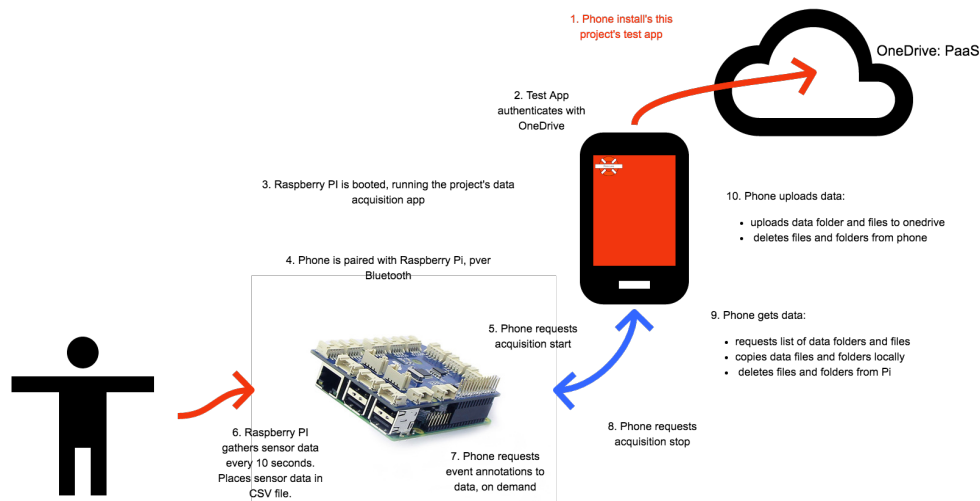 1. Phone install's this
project's test app
OneDrive: PaaS
2. Test App
authenticates with
OneDrive
3. Raspberry PI is booted, running the project's data
acquisition app
4. Phone is paired with Raspberry Pi, pver
Bluetooth
5. Phone requests
acquisition start
6. Raspberry PI
gathers sensor data
every 10 seconds.
Places sensor data in
CSV file.
7. Phone requests
event annotations to
data, on demand
8. Phone requests
acquisition stop
9. Phone gets data:
• requests list of data folders and files
• copies data files and folders locally
• deletes files and folders from Pi
10. Phone uploads data:
• uploads data folder and files to onedrive
• deletes files and folders from phone